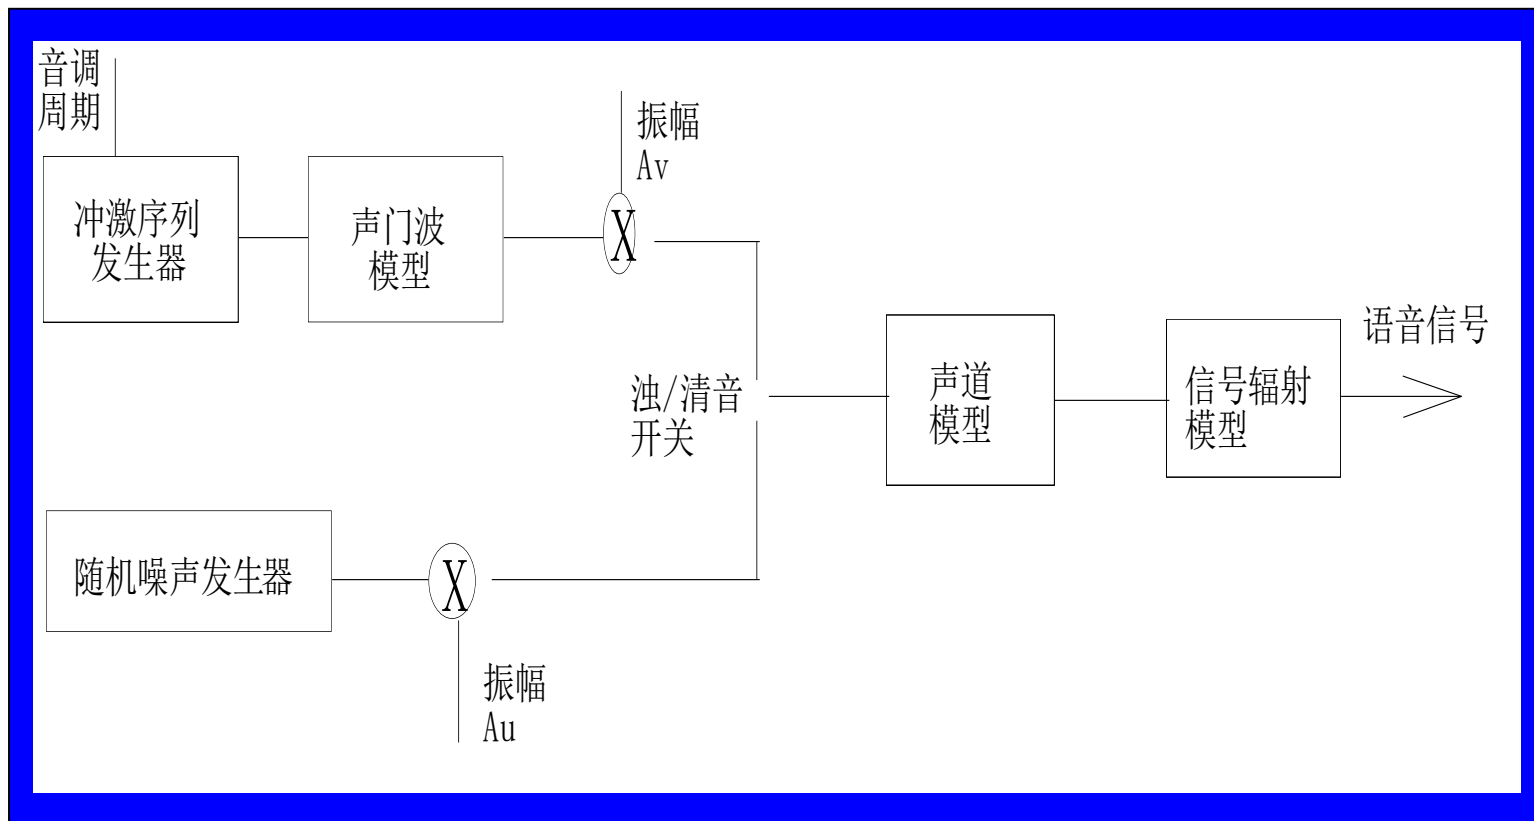 音调
周期
振幅
Av
冲激序列
发生器
声门波
模型
X
浊/清音
开关
声道
模型
信号辐射
模型
语音信号
随机噪声发生器
X
振幅
Au